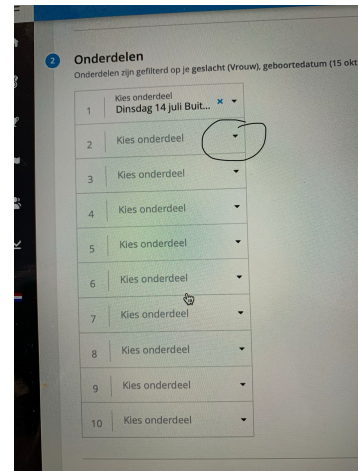 2
Onderdelen
Onderdelen zijn gefilterd op je geslacht (Vrouw), geboortedatum (15 okt
Kies onderdeel
1 Dinsdag 14 juli Buit... ×
2 Kies onderdeel
3 Kies onderdeel
4 Kies onderdeel
5 Kies onderdeel
6 Kies onderdeel
7 Kies onderdeel
8 Kies onderdeel
9 Kies onderdeel
10 Kies onderdeel